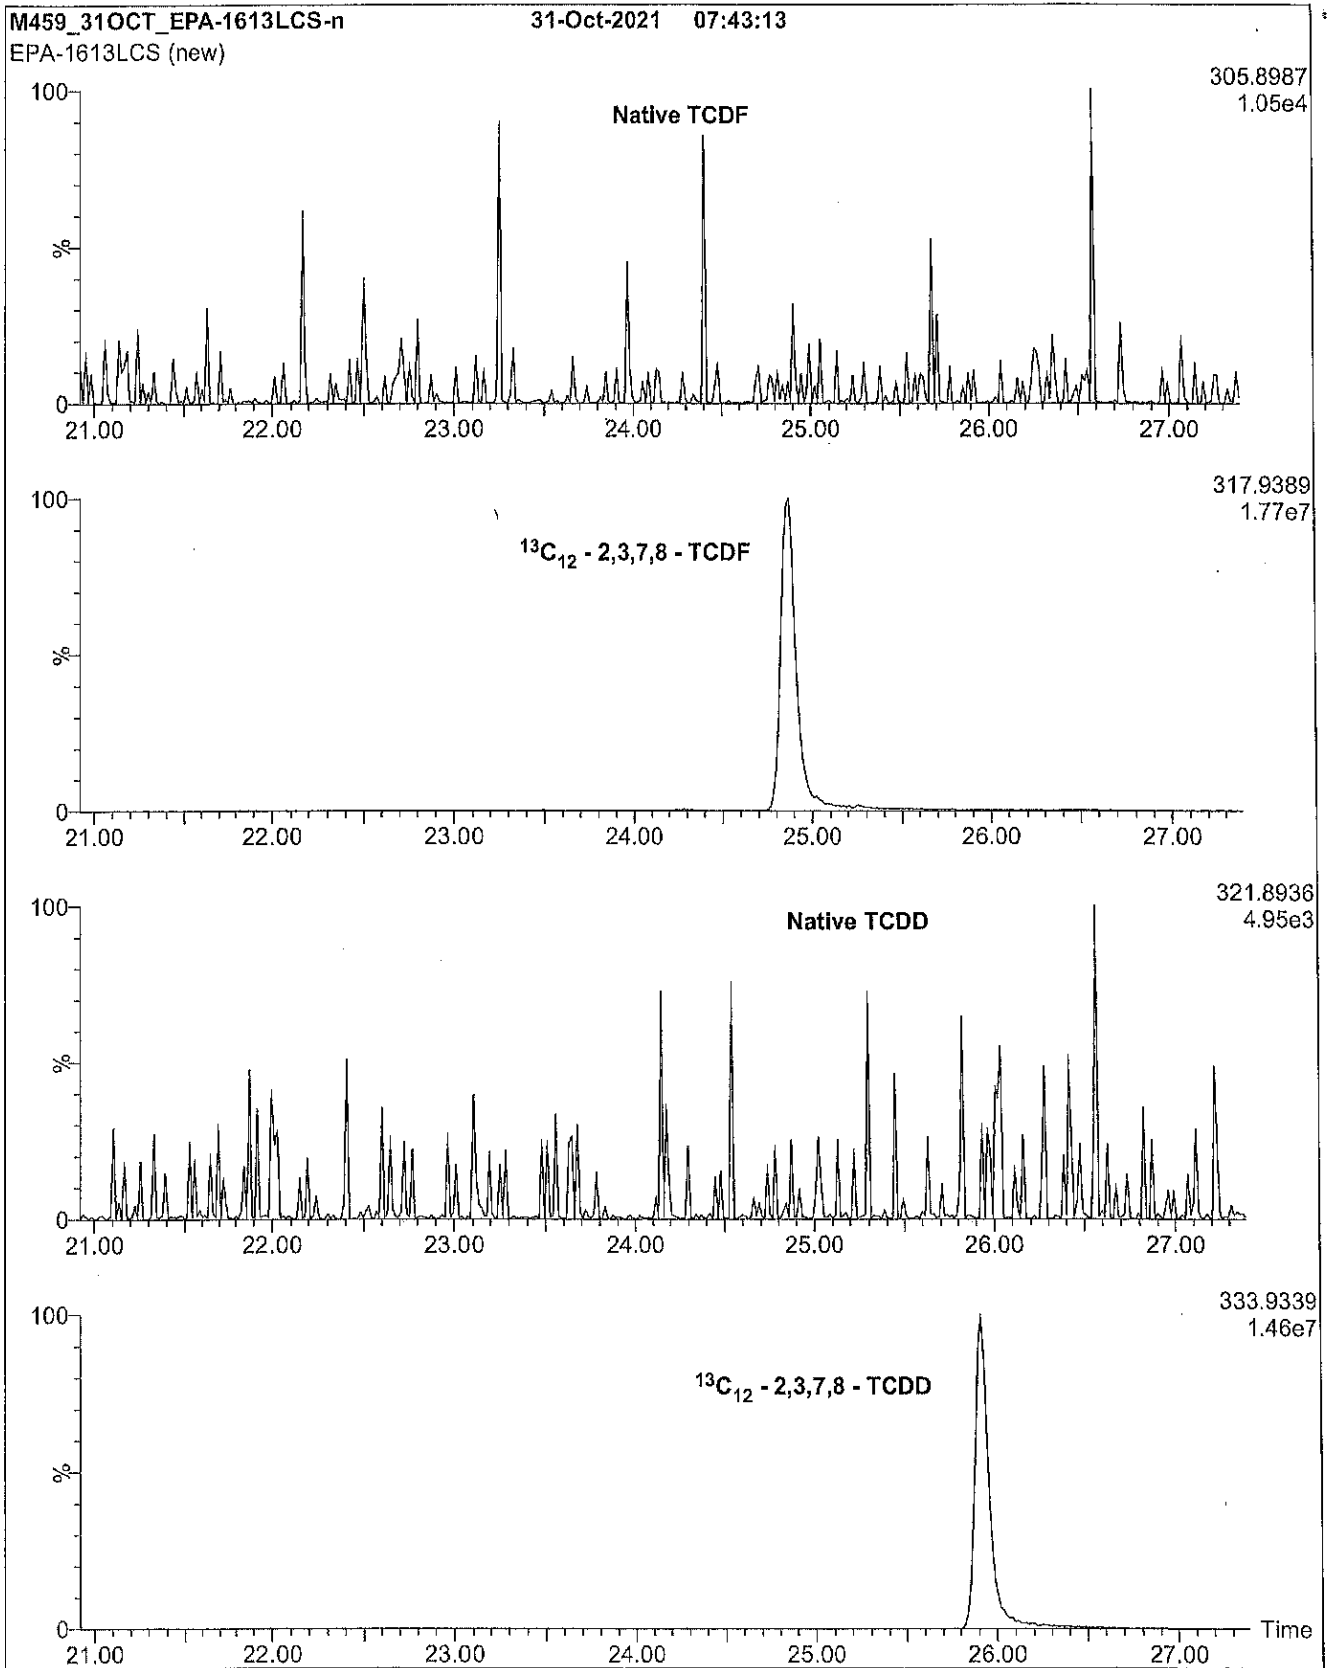 M459_31OCT_EPA-1613LCS-n 31-Oct-2021 07:43:13
EPA-1613LCS (new)
305.8987
1.05e4
100
Native TCDF
%
0
21.00 22.00 23.00 24.00 25.00 26.00 27.00
317.9389
1.77e7
100
¹³C₁₂ - 2,3,7,8 - TCDF
%
0
21.00 22.00 23.00 24.00 25.00 26.00 27.00
321.8936
4.95e3
100
Native TCDD
%
0
21.00 22.00 23.00 24.00 25.00 26.00 27.00
333.9339
1.46e7
100
¹³C₁₂ - 2,3,7,8 - TCDD
%
0
Time
21.00 22.00 23.00 24.00 25.00 26.00 27.00